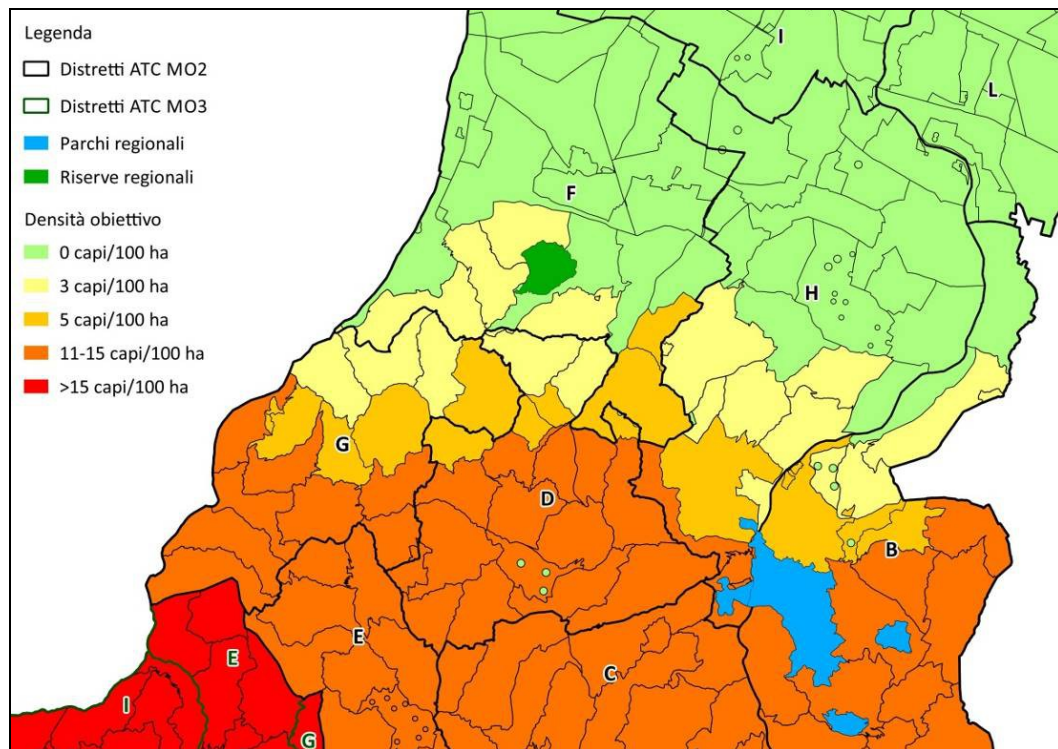 Legenda
Distretti ATC MO2
Distretti ATC MO3
Parchi regionali
Riserve regionali
Densità obiettivo
0 capi/100 ha
3 capi/100 ha
5 capi/100 ha
11-15 capi/100 ha
>15 capi/100 ha
I
L
F
H
G
D
B
E
C
E
I
G